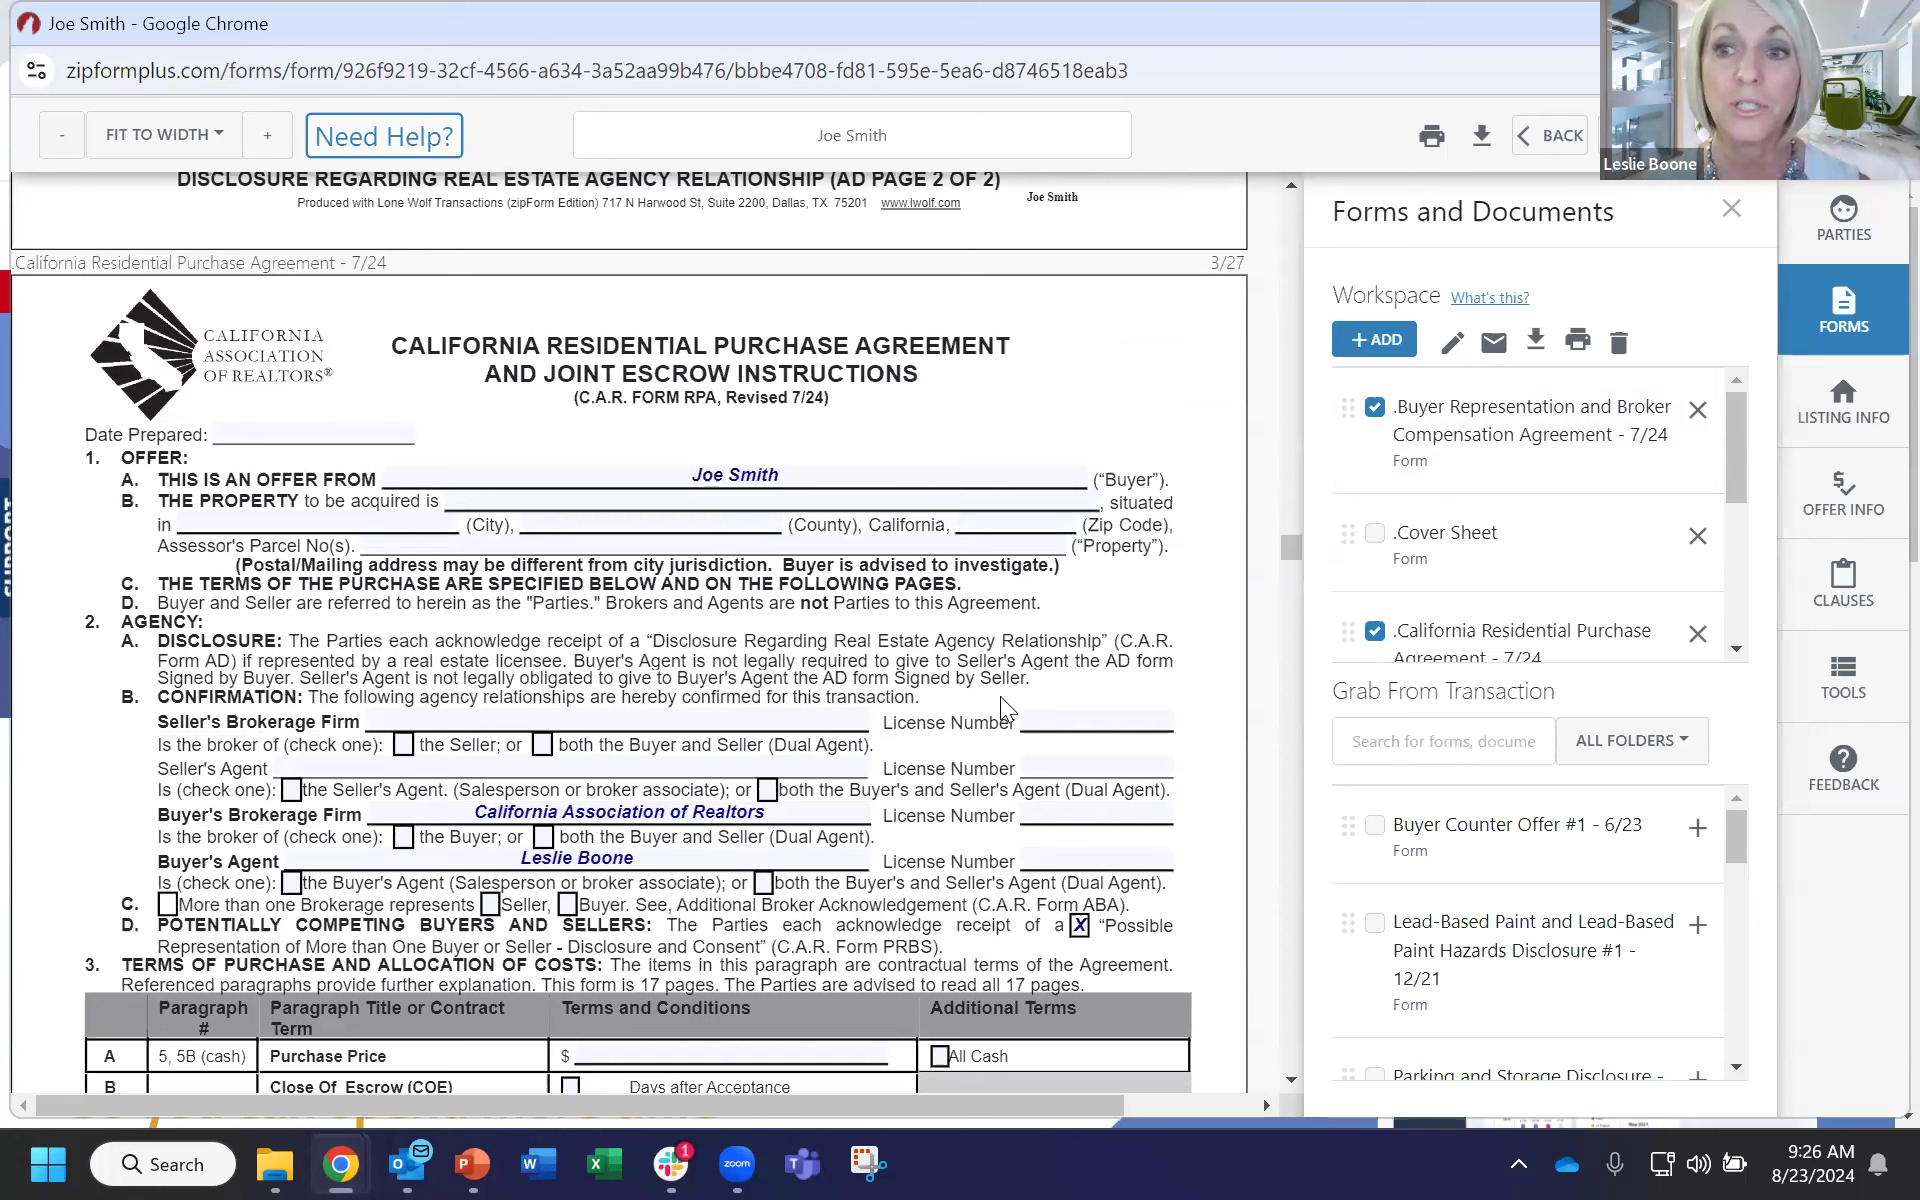 Joe Smith - Google Chrome
zipformplus.com/forms/form/926f9219-32cf-4566-a634-3a52aa99b476/bbbe4708-fd81-595e-5ea6-d8746518eab3
- FIT TO WIDTH + Need Help? Joe Smith BACK
Leslie Boone
DISCLOSURE REGARDING REAL ESTATE AGENCY RELATIONSHIP (AD PAGE 2 OF 2)
Produced with Lone Wolf Transactions (zipForm Edition) 717 N Harwood St, Suite 2200, Dallas, TX 75201 www.lwolf.com Joe Smith
.California Residential Purchase Agreement - 7/24 3/27
CALIFORNIA
ASSOCIATION
OF REALTORS®
CALIFORNIA RESIDENTIAL PURCHASE AGREEMENT
AND JOINT ESCROW INSTRUCTIONS
(C.A.R. FORM RPA, Revised 7/24)
Date Prepared:
1. OFFER:
A. THIS IS AN OFFER FROM Joe Smith (“Buyer”).
B. THE PROPERTY to be acquired is , situated
in (City), (County), California, (Zip Code),
Assessor's Parcel No(s). (“Property”).
(Postal/Mailing address may be different from city jurisdiction. Buyer is advised to investigate.)
C. THE TERMS OF THE PURCHASE ARE SPECIFIED BELOW AND ON THE FOLLOWING PAGES.
D. Buyer and Seller are referred to herein as the "Parties." Brokers and Agents are not Parties to this Agreement.
2. AGENCY:
A. DISCLOSURE: The Parties each acknowledge receipt of a “Disclosure Regarding Real Estate Agency Relationship” (C.A.R.
Form AD) if represented by a real estate licensee. Buyer's Agent is not legally required to give to Seller's Agent the AD form
Signed by Buyer. Seller's Agent is not legally obligated to give to Buyer's Agent the AD form Signed by Seller.
B. CONFIRMATION: The following agency relationships are hereby confirmed for this transaction.
Seller's Brokerage Firm License Number
Is the broker of (check one): the Seller; or both the Buyer and Seller (Dual Agent).
Seller's Agent License Number
Is (check one): the Seller's Agent. (Salesperson or broker associate); or both the Buyer's and Seller's Agent (Dual Agent).
Buyer's Brokerage Firm California Association of Realtors License Number
Is the broker of (check one): the Buyer; or both the Buyer and Seller (Dual Agent).
Buyer's Agent Leslie Boone License Number
Is (check one): the Buyer's Agent (Salesperson or broker associate); or both the Buyer's and Seller's Agent (Dual Agent).
C. More than one Brokerage represents Seller, Buyer. See, Additional Broker Acknowledgement (C.A.R. Form ABA).
D. POTENTIALLY COMPETING BUYERS AND SELLERS: The Parties each acknowledge receipt of a X “Possible
Representation of More than One Buyer or Seller - Disclosure and Consent” (C.A.R. Form PRBS).
3. TERMS OF PURCHASE AND ALLOCATION OF COSTS: The items in this paragraph are contractual terms of the Agreement.
Referenced paragraphs provide further explanation. This form is 17 pages. The Parties are advised to read all 17 pages.
Paragraph Paragraph Title or Contract Terms and Conditions Additional Terms
# Term
A 5, 5B (cash) Purchase Price $ All Cash
B Close Of Escrow (COE) Days after Acceptance
Forms and Documents
Workspace What's this?
+ ADD
.Buyer Representation and Broker
Compensation Agreement - 7/24
Form
.Cover Sheet
Form
.California Residential Purchase
Agreement - 7/24
Grab From Transaction
Search for forms, docume ALL FOLDERS
Buyer Counter Offer #1 - 6/23
Form
Lead-Based Paint and Lead-Based
Paint Hazards Disclosure #1 -
12/21
Form
Parking and Storage Disclosure -
PARTIES
FORMS
LISTING INFO
OFFER INFO
CLAUSES
TOOLS
FEEDBACK
SUPPORT
Search
zoom
1
9:26 AM
8/23/2024